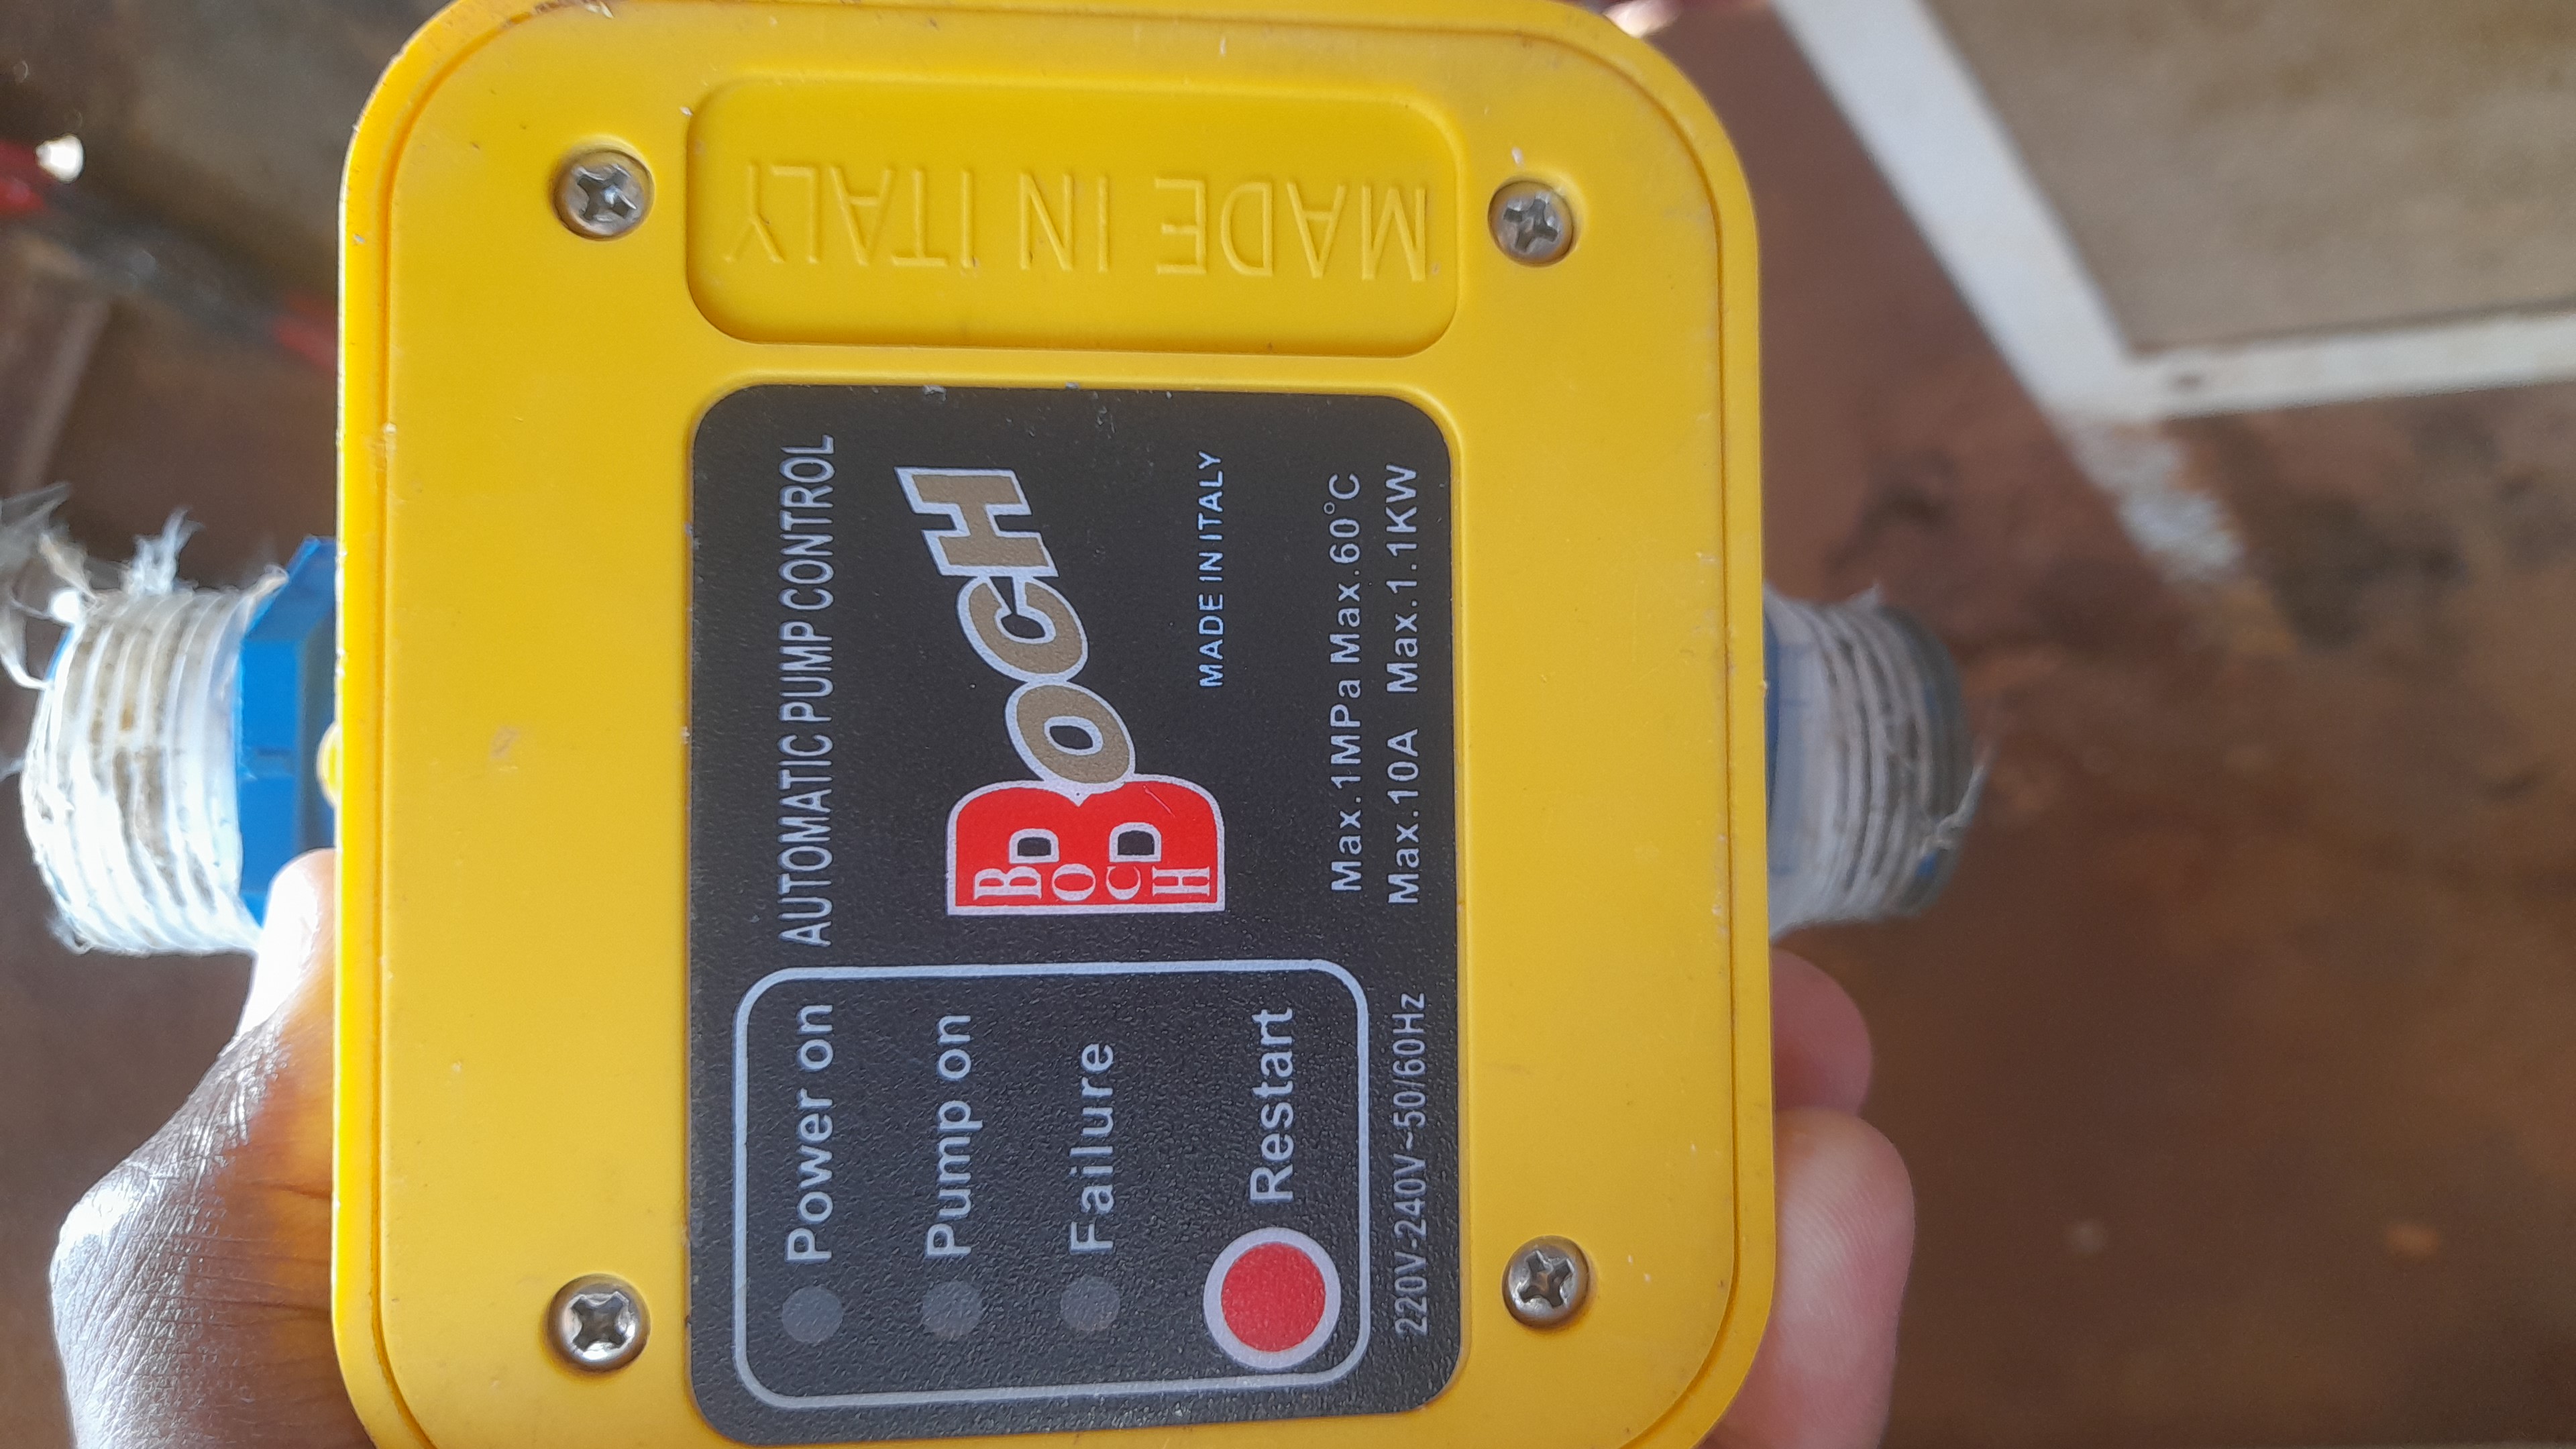 MADE IN ITALY
AUTOMATIC PUMP CONTROL
Power on
Pump on
Failure
Restart
BOCH
BOCH
MADE IN ITALY
Max.1MPa Max.60°C
Max.10A Max.1.1KW
220V-240V~50/60Hz